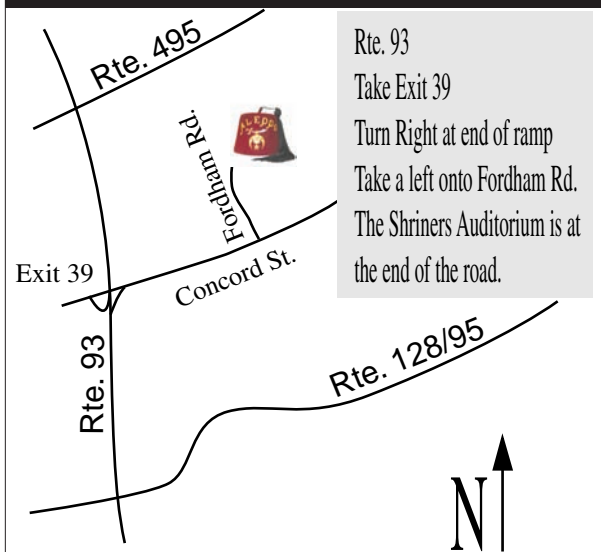 Rte. 495
Rte. 93
Take Exit 39
Turn Right at end of ramp
Take a left onto Fordham Rd.
The Shriners Auditorium is at
the end of the road.
ALEPPO
Fordham Rd.
Exit 39
Concord St.
Rte. 93
Rte. 128/95
N